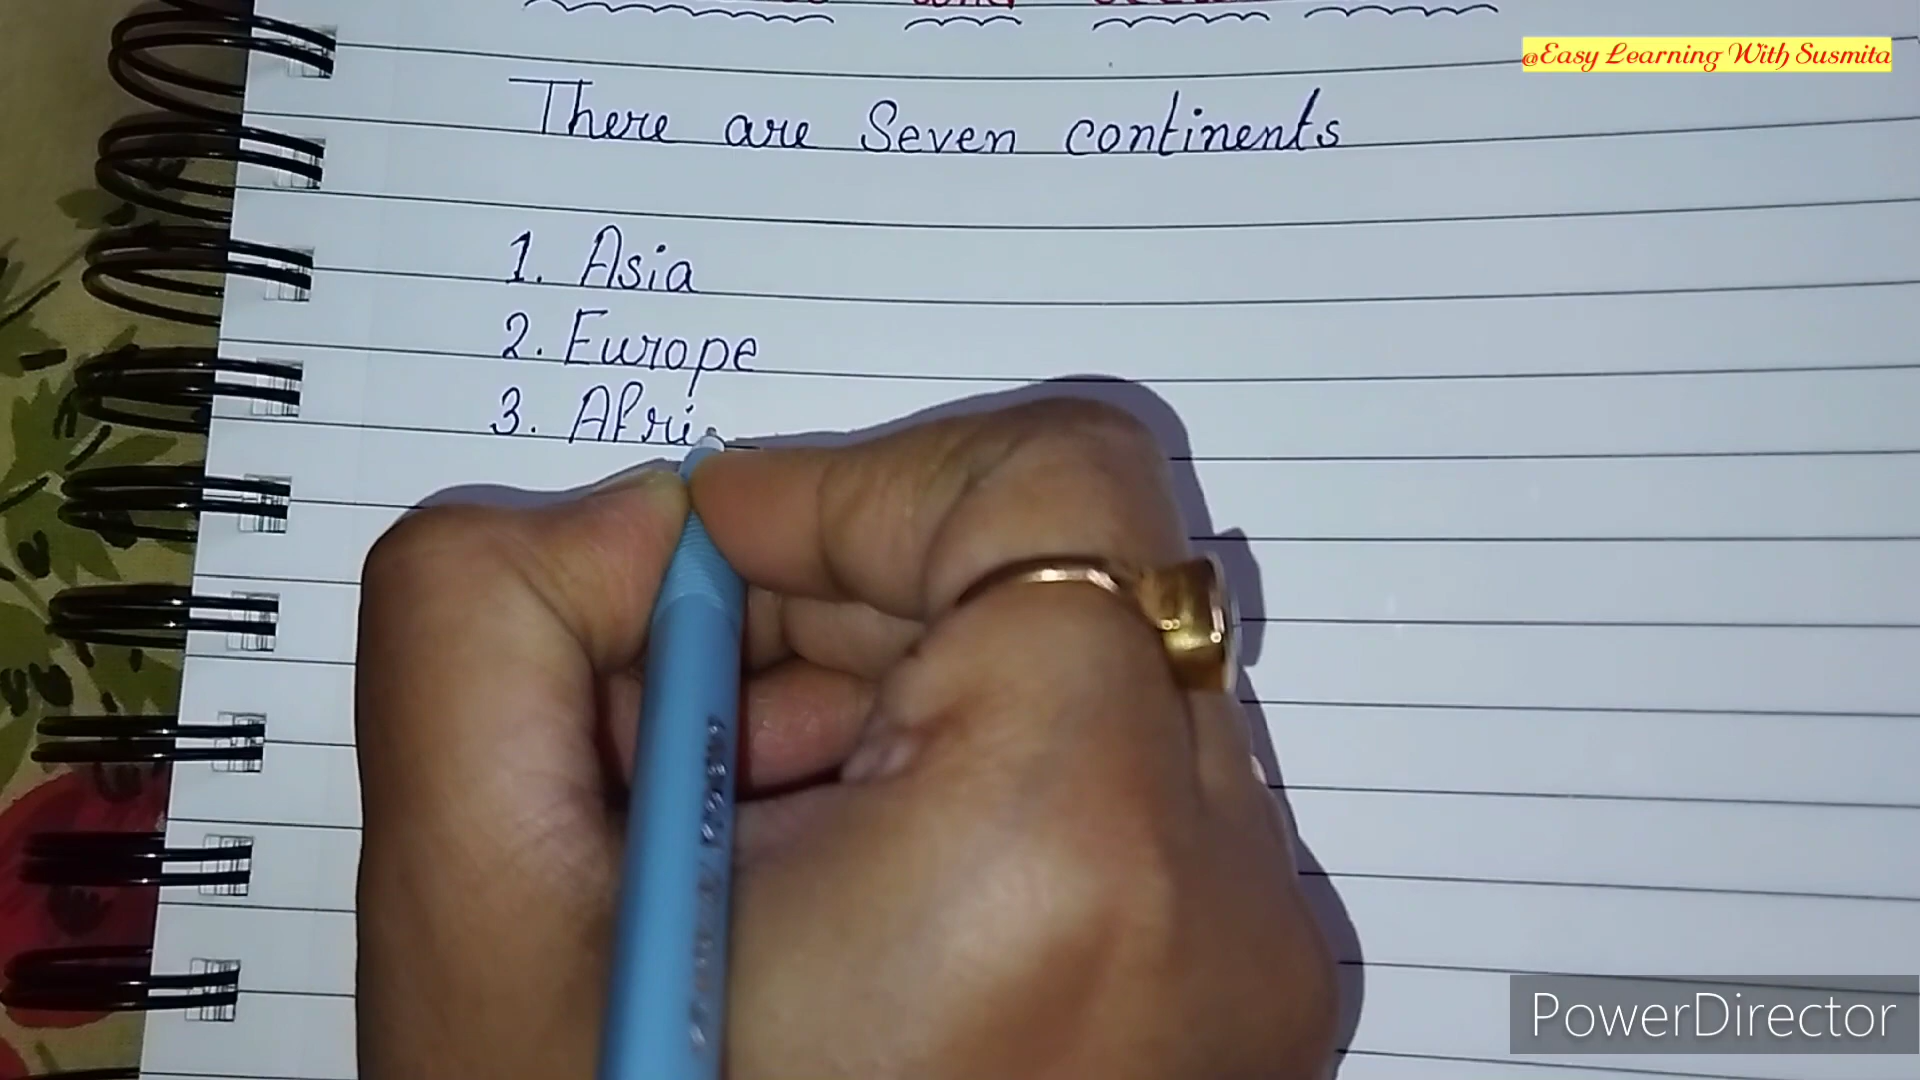 @Easy Learning With Susmita
There are Seven continents
1. Asia
2. Europe
3. Afri
PowerDirector